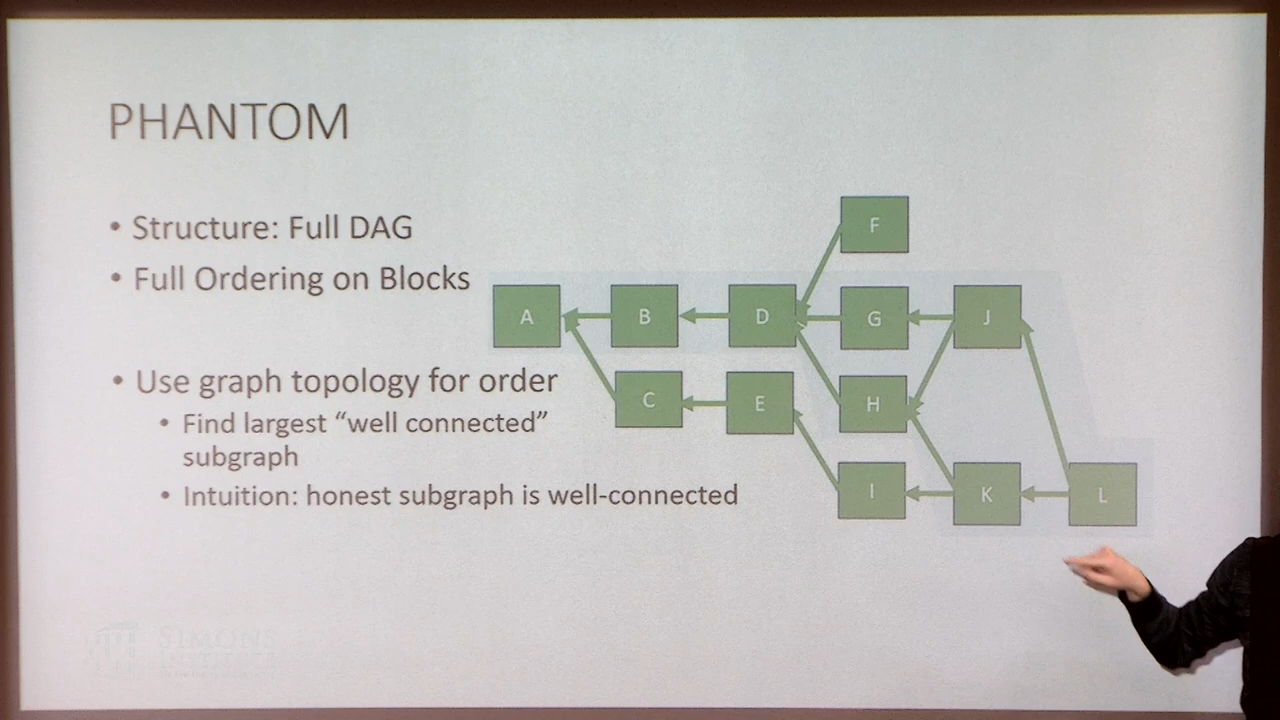 PHANTOM
• Structure: Full DAG
• Full Ordering on Blocks
• Use graph topology for order
• Find largest “well connected”
subgraph
• Intuition: honest subgraph is well-connected
F
A B D G J
C E H
I K L
SIMONS
INSTITUTE